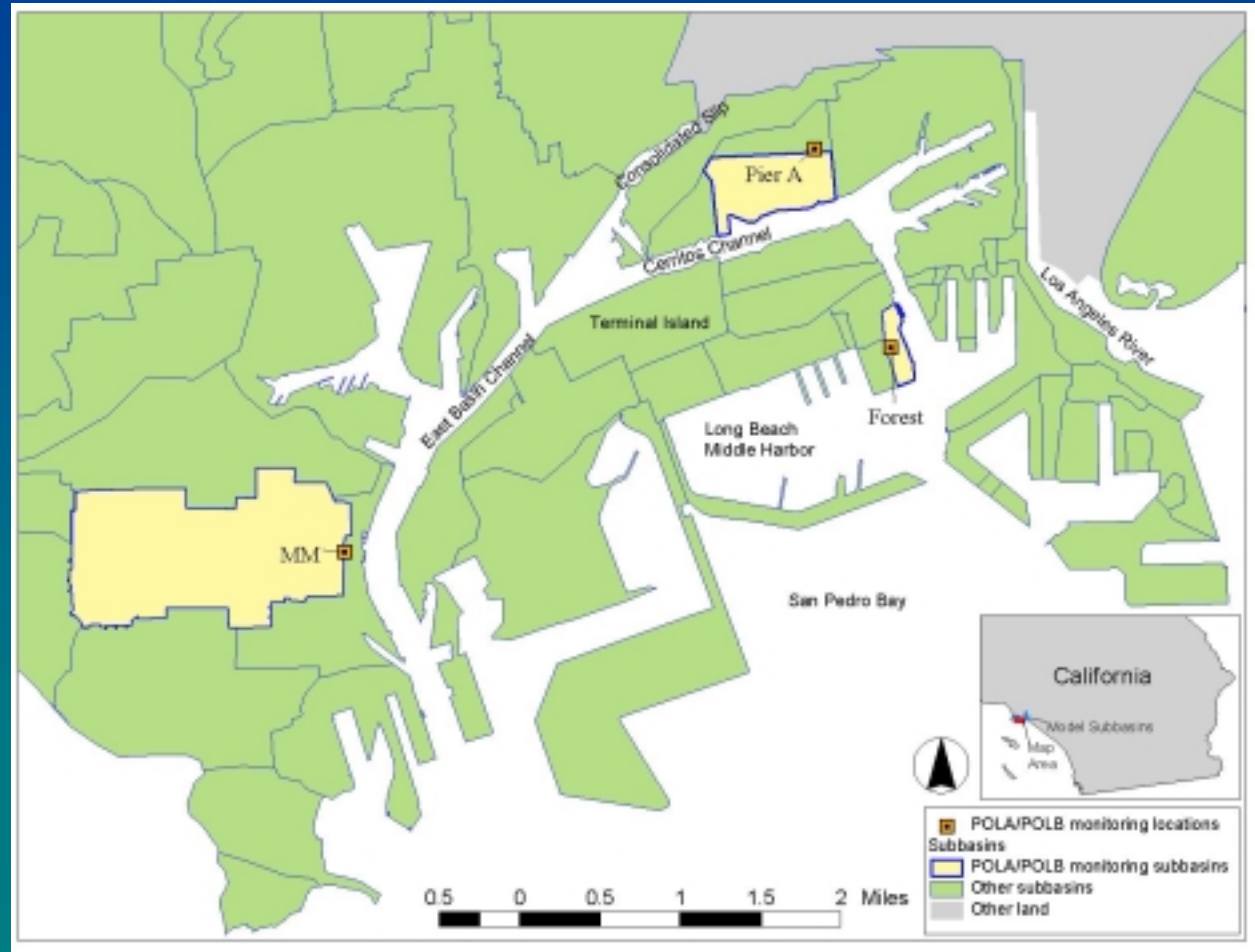 Consolidated Slip
Pier A
Cerritos Channel
Loa Angeles River
Terminal Island
East Basin Channel
Forest
Long Beach
Middle Harbor
MM
San Pedro Bay
California
Model Subbasins
Map
Area
POLA/POLB monitoring locations
Subbasins
POLA/POLB monitoring subbasins
Other subbasins
Other land
0.5 0 0.5 1 1.5 2 Miles